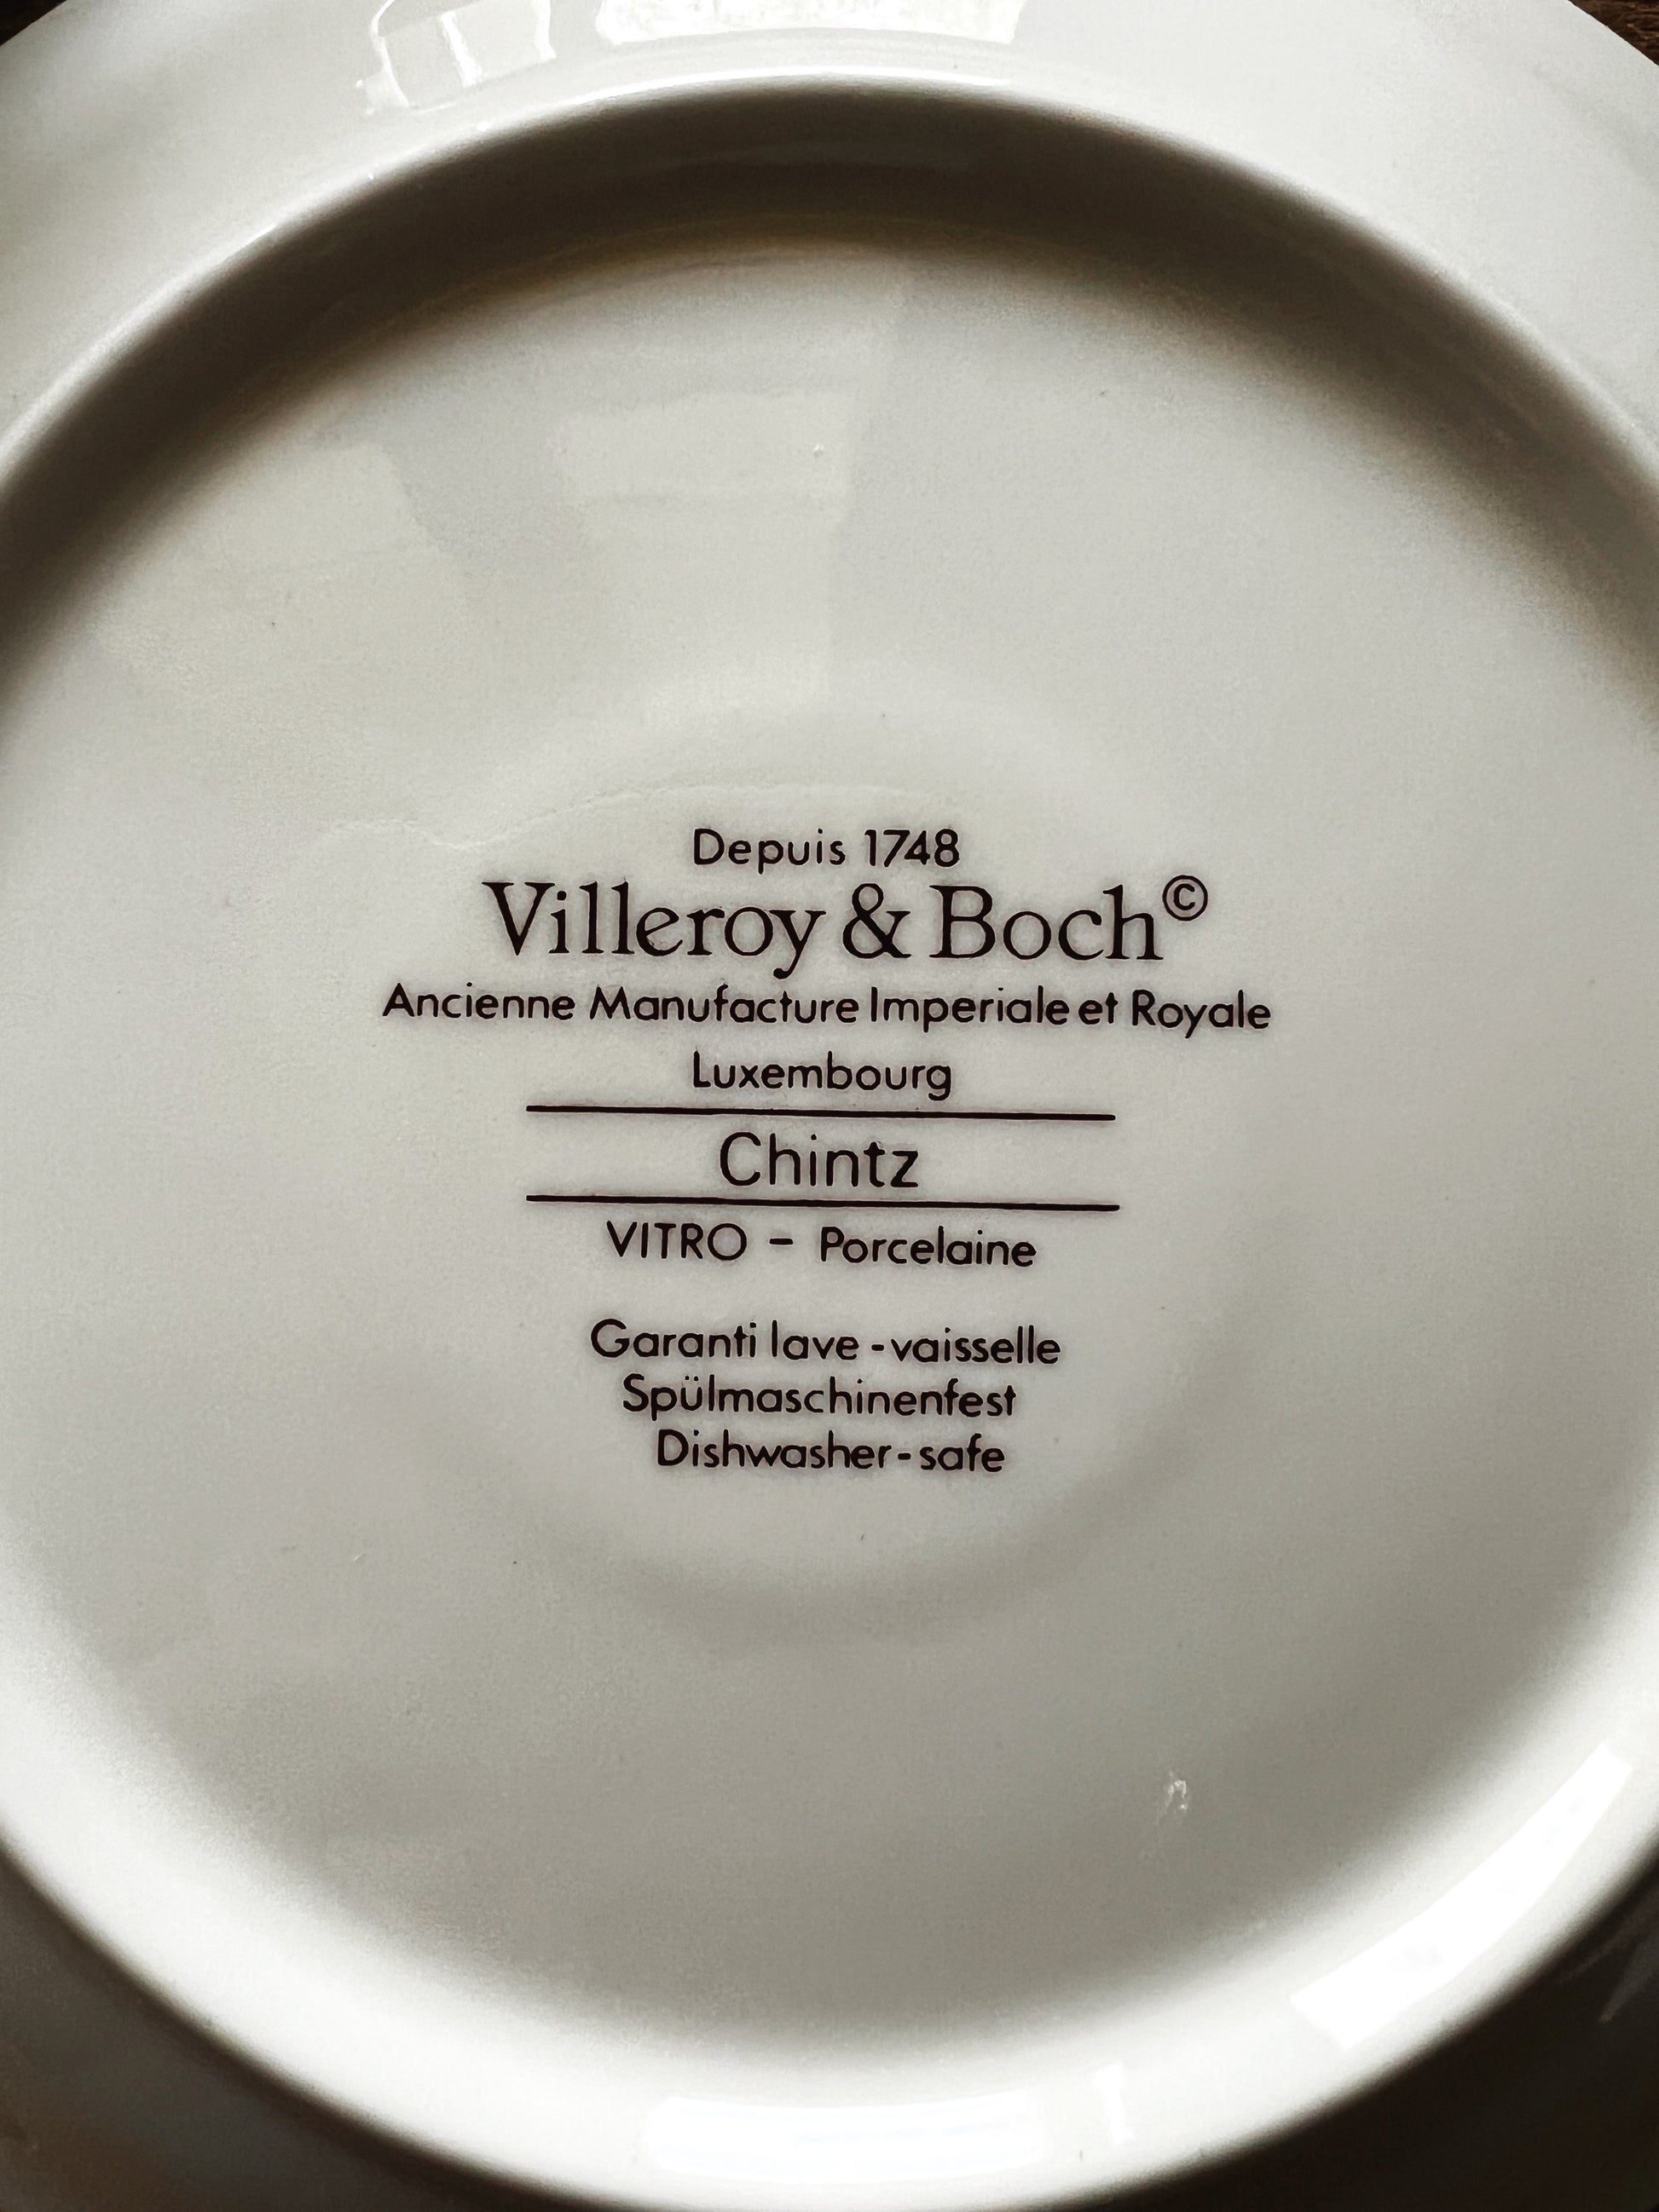 Depuis 1748
Villeroy & Boch©
Ancienne Manufacture Imperiale et Royale
Luxembourg
Chintz
VITRO - Porcelaine
Garanti lave-vaisselle
Spülmaschinenfest
Dishwasher-safe